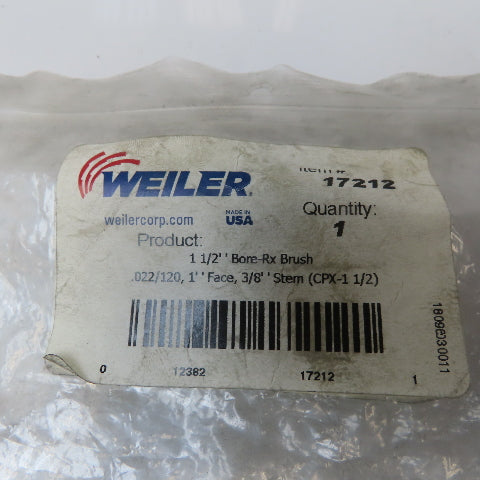 WEILER®
Item #
17212
weilercorp.com
MADE IN
USA
Quantity:
1
Product:
1 1/2'' Bore-Rx Brush
.022/120, 1'' Face, 3/8'' Stem (CPX-1 1/2)
0 12382 17212 1